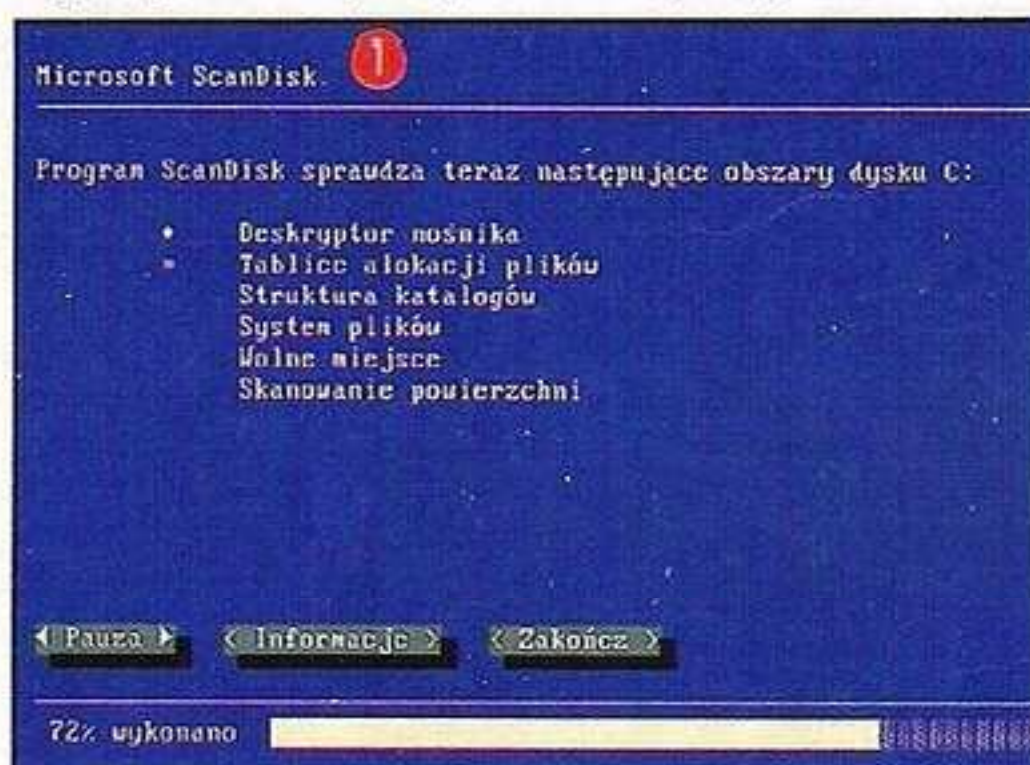 Microsoft ScanDisk 1
Program ScanDisk sprawdza teraz następujące obszary dysku C:
Deskryptor nośnika
Tablice alokacji plików
Struktura katalogów
System plików
Wolne miejsce
Skanowanie powierzchni
◄ Pauza ► < Informacje > < Zakończ >
72% wykonano